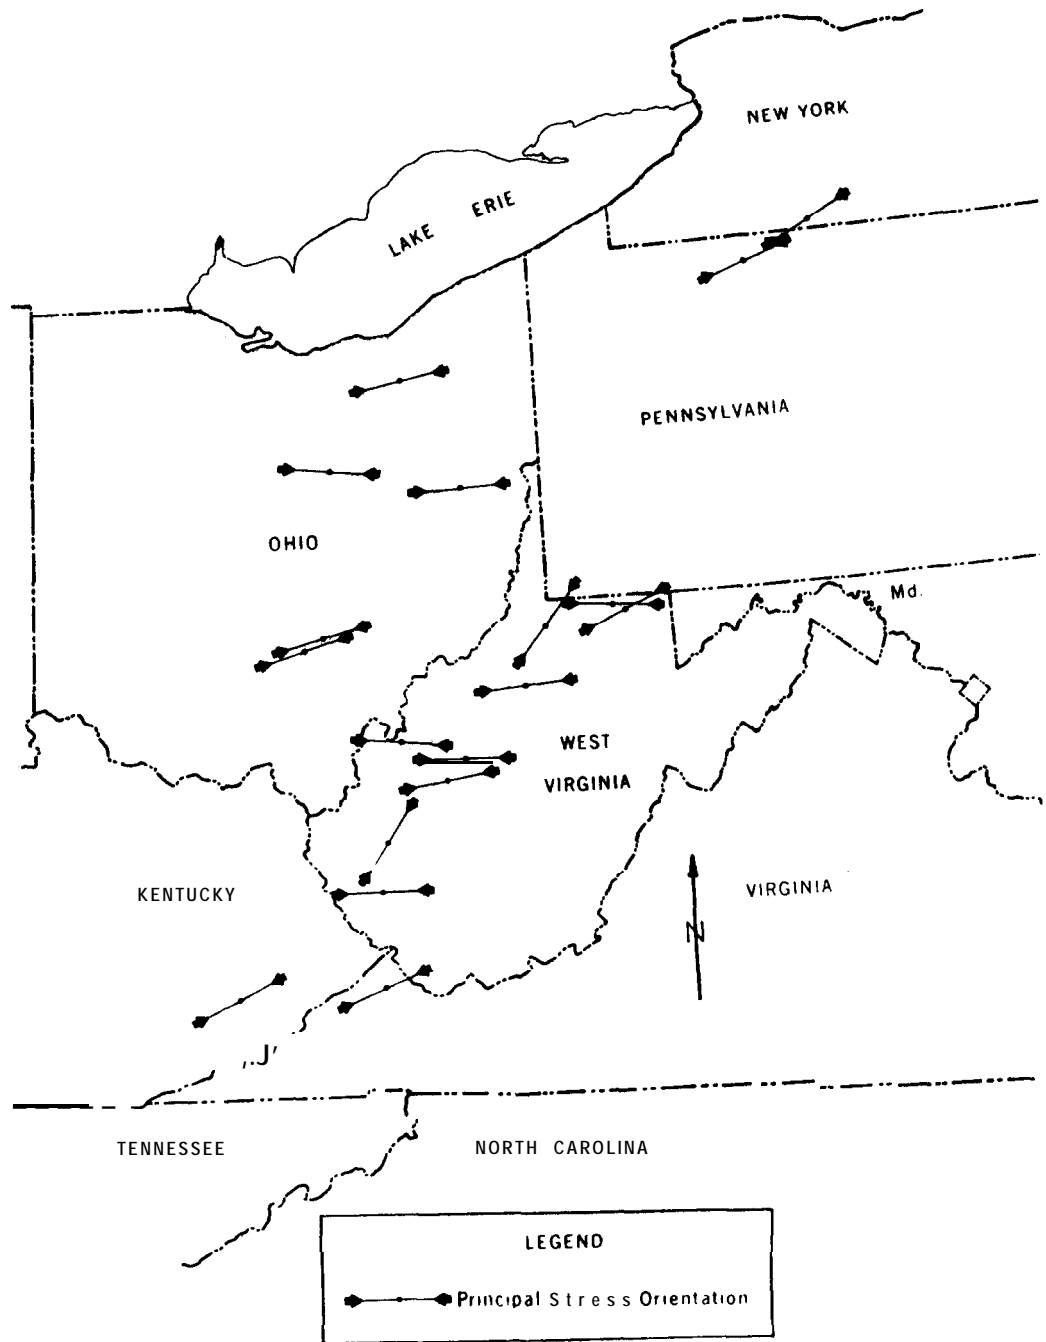 NEW YORK
LAKE ERIE
PENNSYLVANIA
OHIO
Md.
WEST
VIRGINIA
KENTUCKY
VIRGINIA
N
,.J'
TENNESSEE
NORTH CAROLINA
LEGEND
Principal Stress Orientation